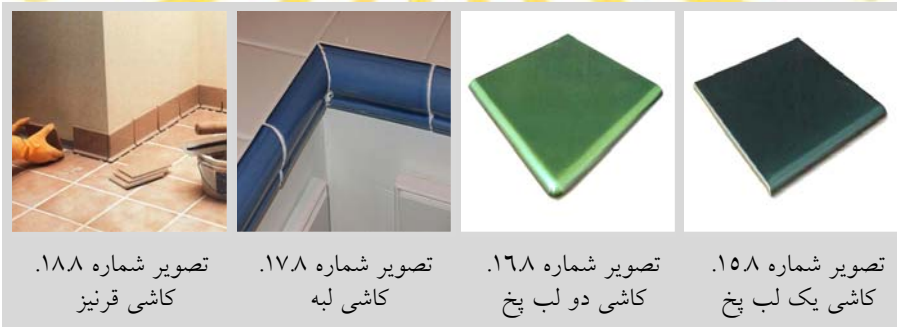 تصویر شماره ۱۵.۸.
کاشی یک لب پخ
تصویر شماره ۱۶.۸.
کاشی دو لب پخ
تصویر شماره ۱۷.۸.
کاشی لبه
تصویر شماره ۱۸.۸.
کاشی قرنیز